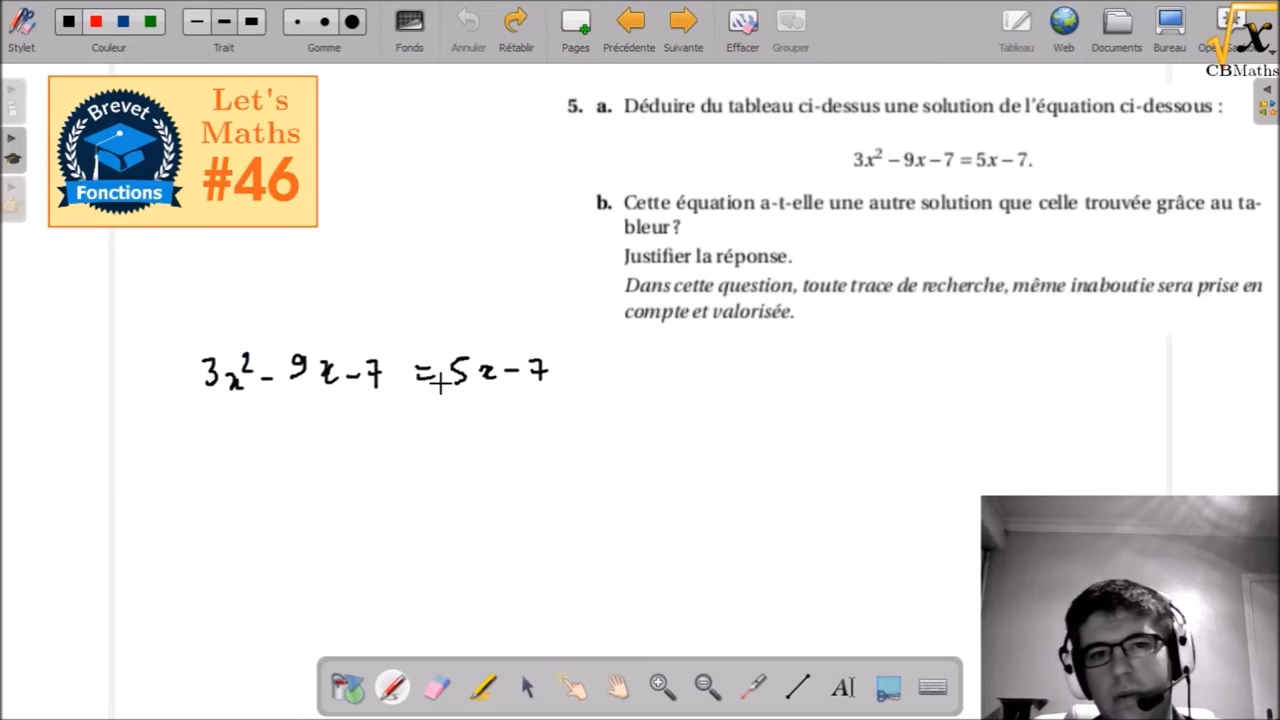 Stylet Couleur Trait Gomme Fonds Annuler Rétablir Pages Précédente Suivante Effacer Grouper Tableau Web Documents Bureau
CBMaths
Brevet
Fonctions
Let's
Maths
#46
5. a. Déduire du tableau ci-dessus une solution de l'équation ci-dessous :
3x² − 9x − 7 = 5x − 7.
b. Cette équation a-t-elle une autre solution que celle trouvée grâce au ta-
bleur ?
Justifier la réponse.
Dans cette question, toute trace de recherche, même inaboutie sera prise en
compte et valorisée.
3x² - 9x - 7 = 5x - 7